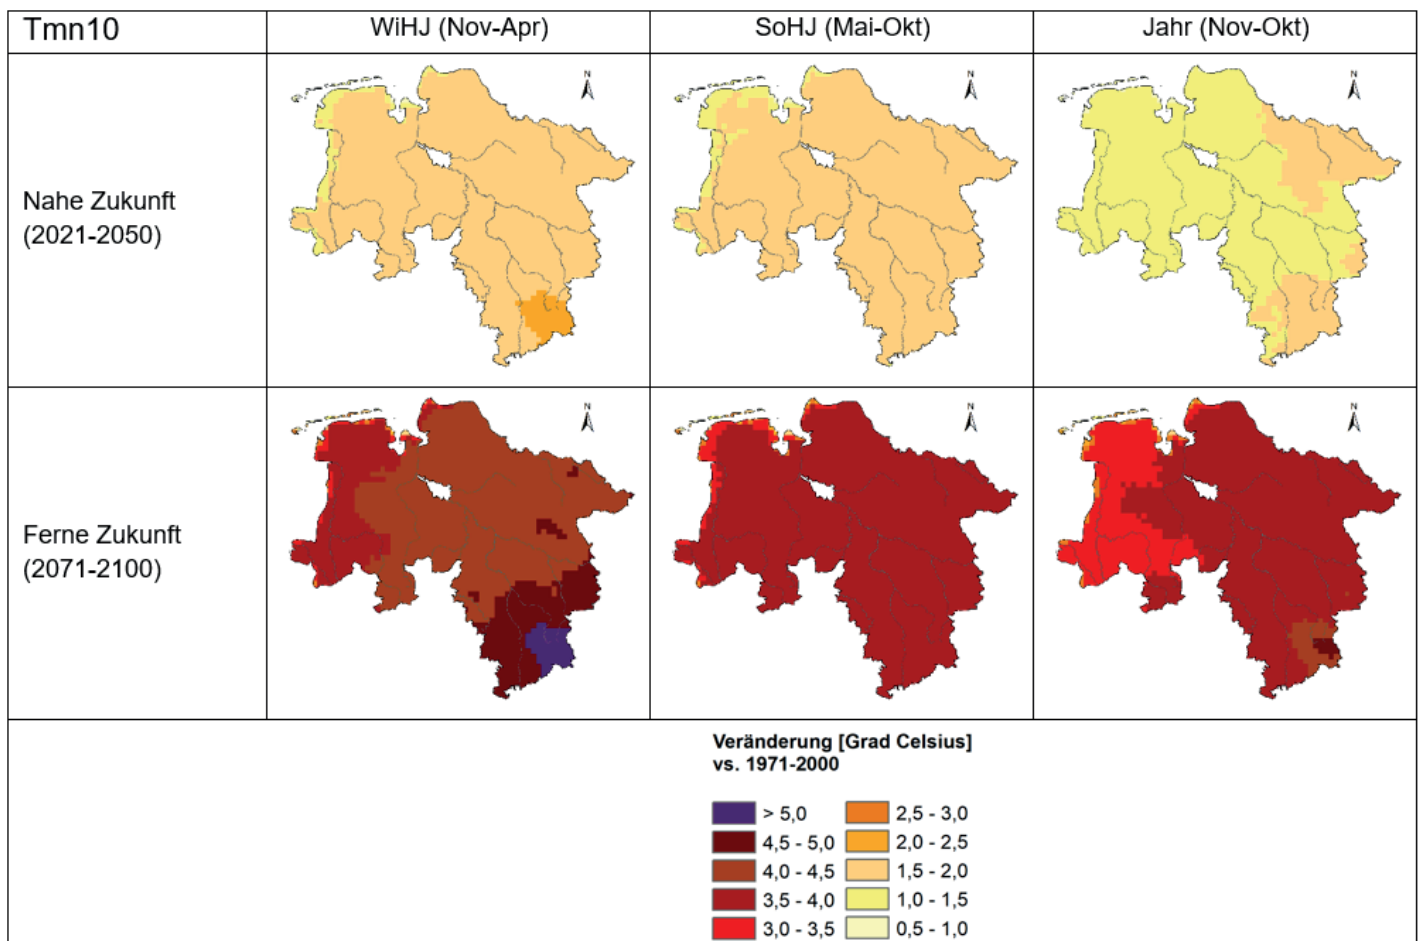 Tmn10
WiHJ (Nov-Apr)
SoHJ (Mai-Okt)
Jahr (Nov-Okt)
Nahe Zukunft
(2021-2050)
N
N
N
Ferne Zukunft
(2071-2100)
N
N
N
Veränderung [Grad Celsius]
vs. 1971-2000
> 5,0
2,5 - 3,0
4,5 - 5,0
2,0 - 2,5
4,0 - 4,5
1,5 - 2,0
3,5 - 4,0
1,0 - 1,5
3,0 - 3,5
0,5 - 1,0